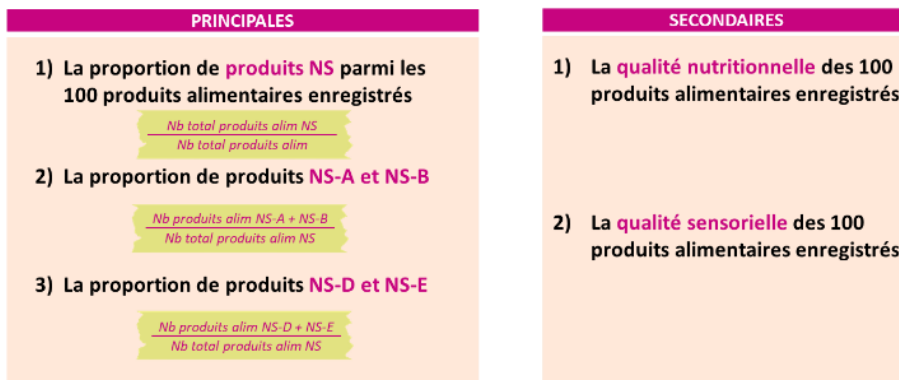 PRINCIPALES
1) La proportion de produits NS parmi les
100 produits alimentaires enregistrés
Nb total produits alim NS
Nb total produits alim
2) La proportion de produits NS-A et NS-B
Nb produits alim NS-A + NS-B
Nb total produits alim NS
3) La proportion de produits NS-D et NS-E
Nb produits alim NS-D + NS-E
Nb total produits alim NS
SECONDAIRES
1) La qualité nutritionnelle des 100
produits alimentaires enregistrés
2) La qualité sensorielle des 100
produits alimentaires enregistrés